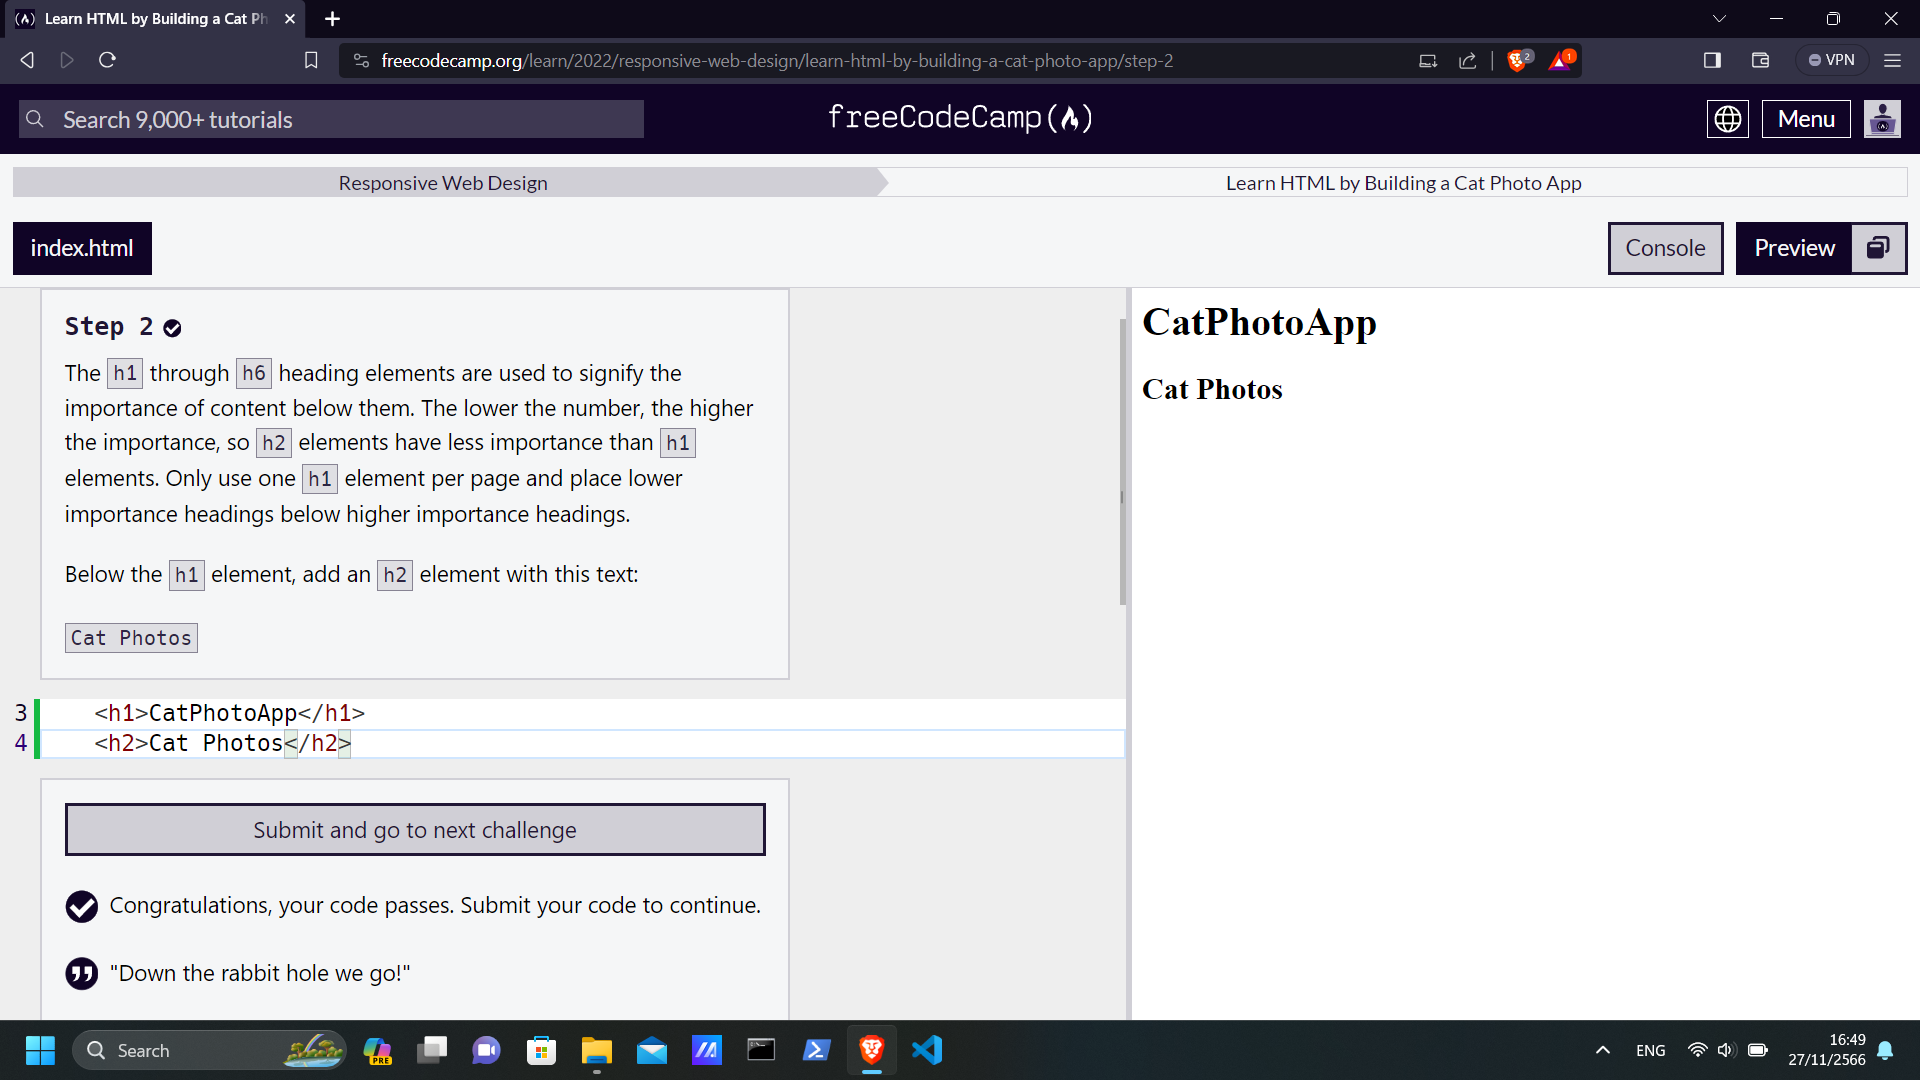 Learn HTML by Building a Cat Ph
freecodecamp.org/learn/2022/responsive-web-design/learn-html-by-building-a-cat-photo-app/step-2
2
1
VPN
Search 9,000+ tutorials
freeCodeCamp
Menu
Responsive Web Design
Learn HTML by Building a Cat Photo App
index.html
Console
Preview
Step 2
The h1 through h6 heading elements are used to signify the
importance of content below them. The lower the number, the higher
the importance, so h2 elements have less importance than h1
elements. Only use one h1 element per page and place lower
importance headings below higher importance headings.
Below the h1 element, add an h2 element with this text:
Cat Photos
3 <h1>CatPhotoApp</h1>
4 <h2>Cat Photos</h2>
Submit and go to next challenge
Congratulations, your code passes. Submit your code to continue.
"Down the rabbit hole we go!"
CatPhotoApp
Cat Photos
Search
PRE
ENG
16:49
27/11/2566